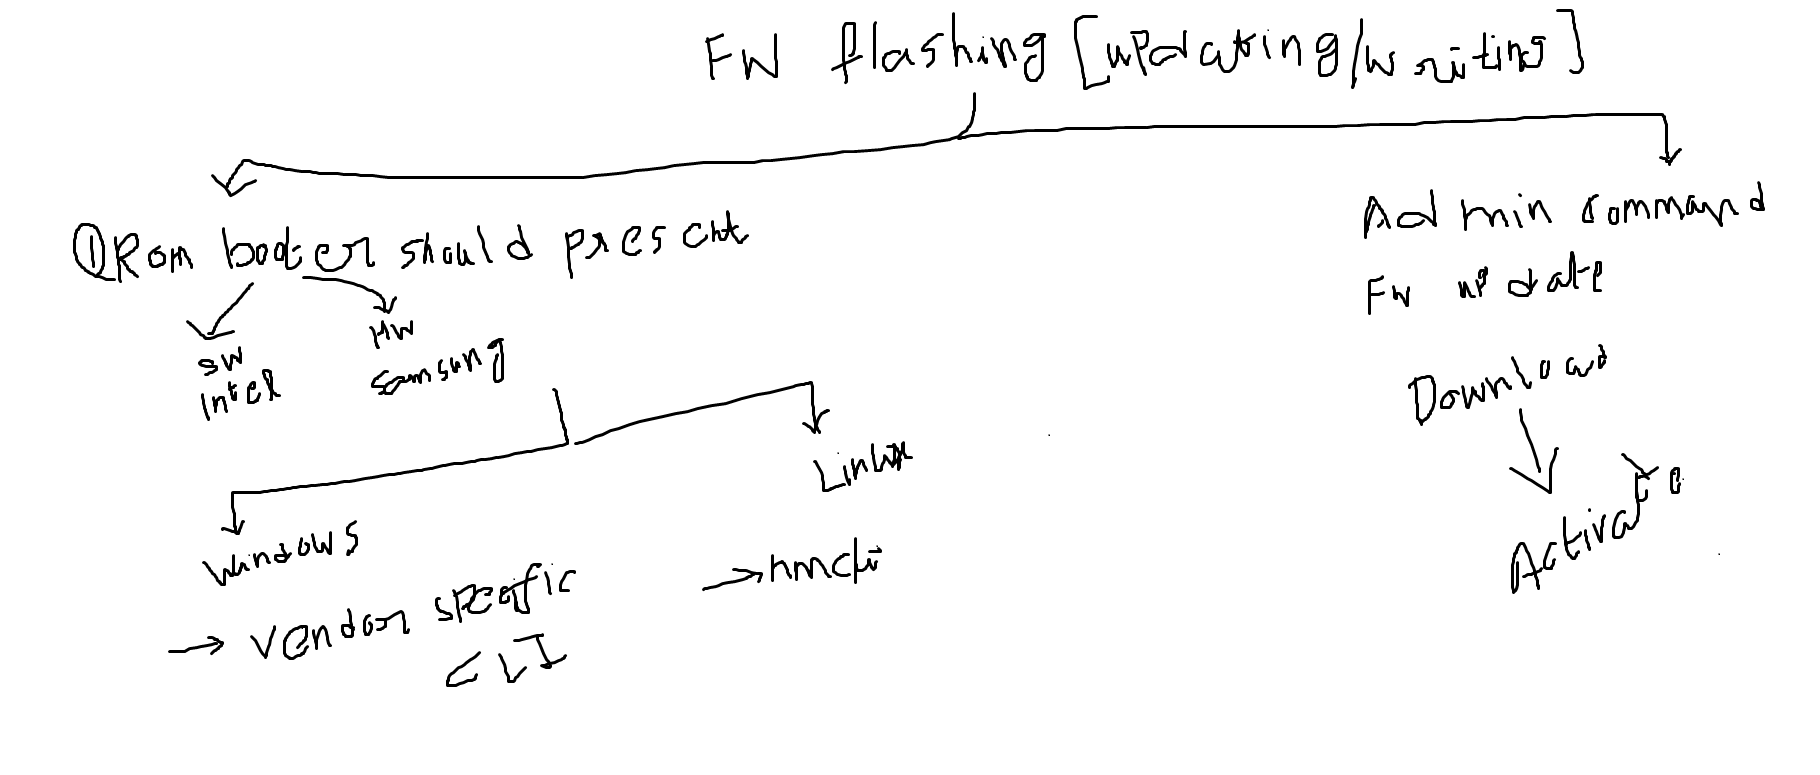 FW flashing [updating/writing]
① Rom booter should present
SW
Intel
HW
Samsung
Windows
→ vendor specific
CLI
Linux
→ nmcli
Admin command
FW update
Download
Activate